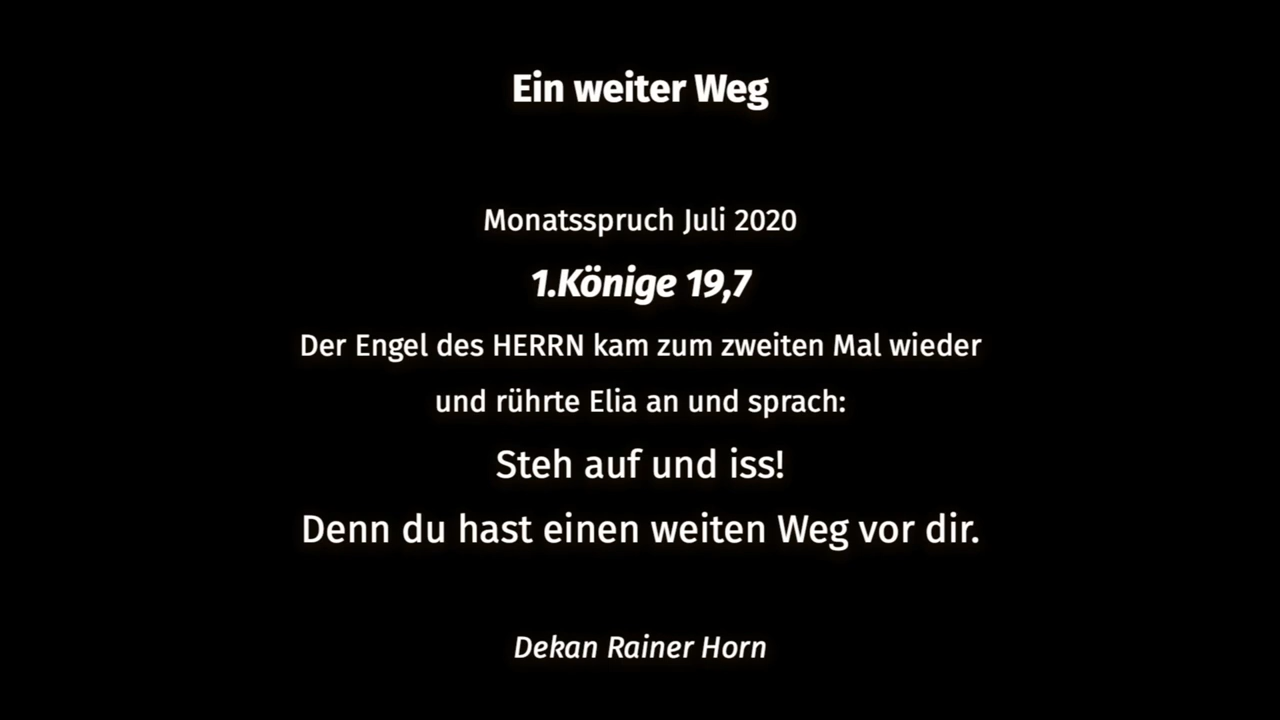 Ein weiter Weg
Monatsspruch Juli 2020
1.Könige 19,7
Der Engel des HERRN kam zum zweiten Mal wieder
und rührte Elia an und sprach:
Steh auf und iss!
Denn du hast einen weiten Weg vor dir.
Dekan Rainer Horn